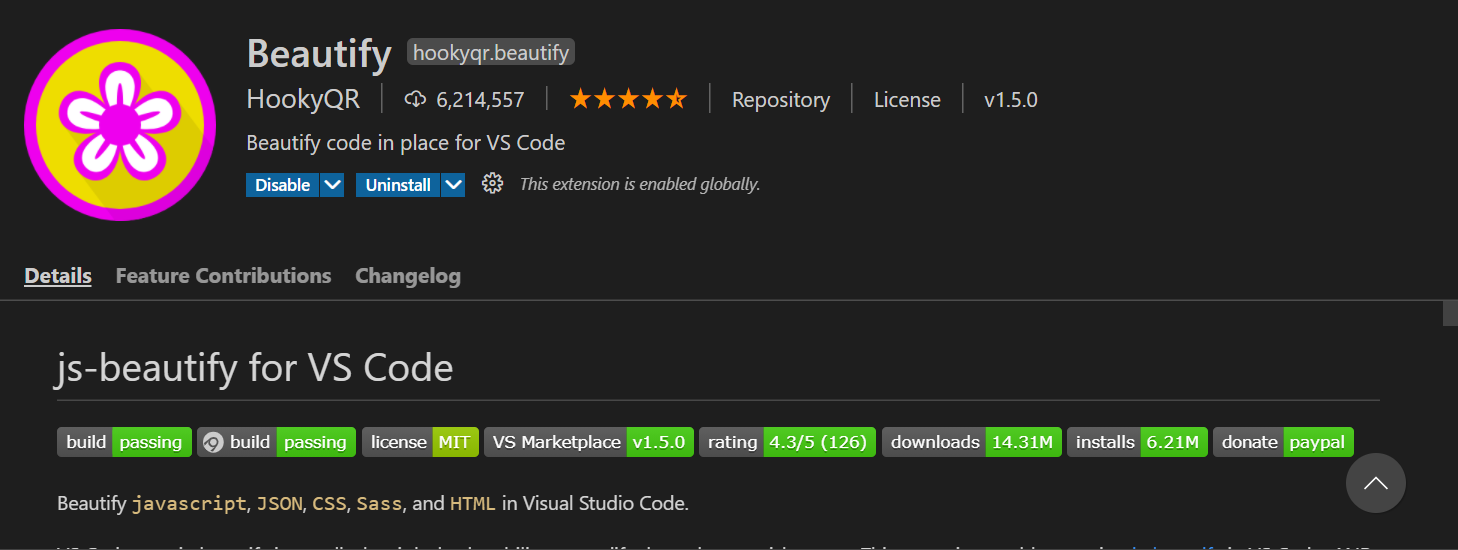 Beautify hookyqr.beautify
HookyQR 6,214,557 Repository License v1.5.0
Beautify code in place for VS Code
Disable Uninstall This extension is enabled globally.
Details Feature Contributions Changelog
js-beautify for VS Code
build passing build passing license MIT VS Marketplace v1.5.0 rating 4.3/5 (126) downloads 14.31M installs 6.21M donate paypal
Beautify javascript, JSON, CSS, Sass, and HTML in Visual Studio Code.